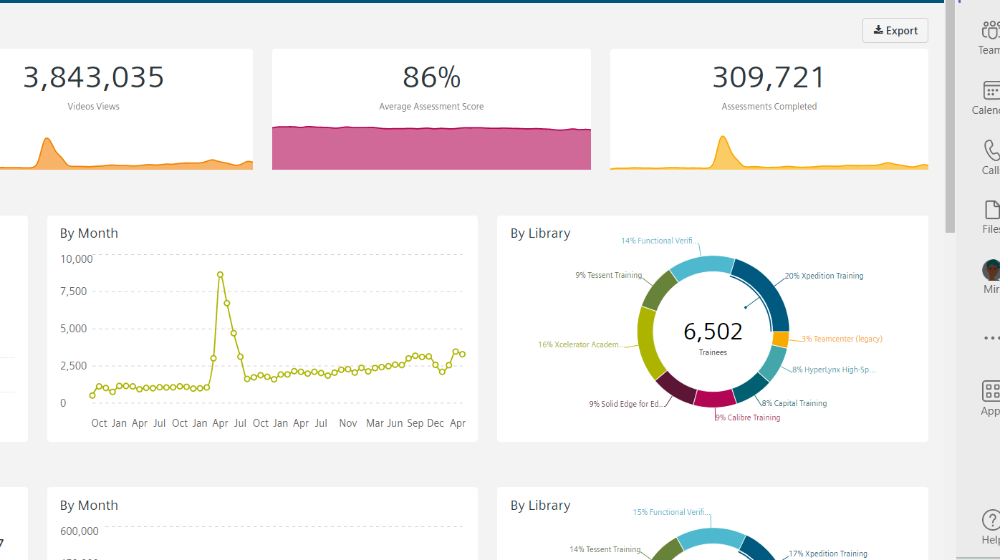 Export
3,843,035
Videos Views
86%
Average Assessment Score
309,721
Assessments Completed
By Month
10,000
7,500
5,000
2,500
0
Oct Jan Apr Jul Oct Jan Apr Jul Oct Jan Apr Jul Nov Mar Jun Sep Dec Apr
By Library
14% Functional Verifi...
9% Tessent Training
20% Xpedition Training
6,502
Trainees
16% Xcelerator Academ...
3% Teamcenter (legacy)
8% HyperLynx High-Sp...
9% Solid Edge for Ed...
8% Capital Training
9% Calibre Training
By Month
600,000
7
By Library
15% Functional Verifi...
14% Tessent Training
17% Xpedition Training
Team
Calend
Calls
Files
Mir
Apps
Help